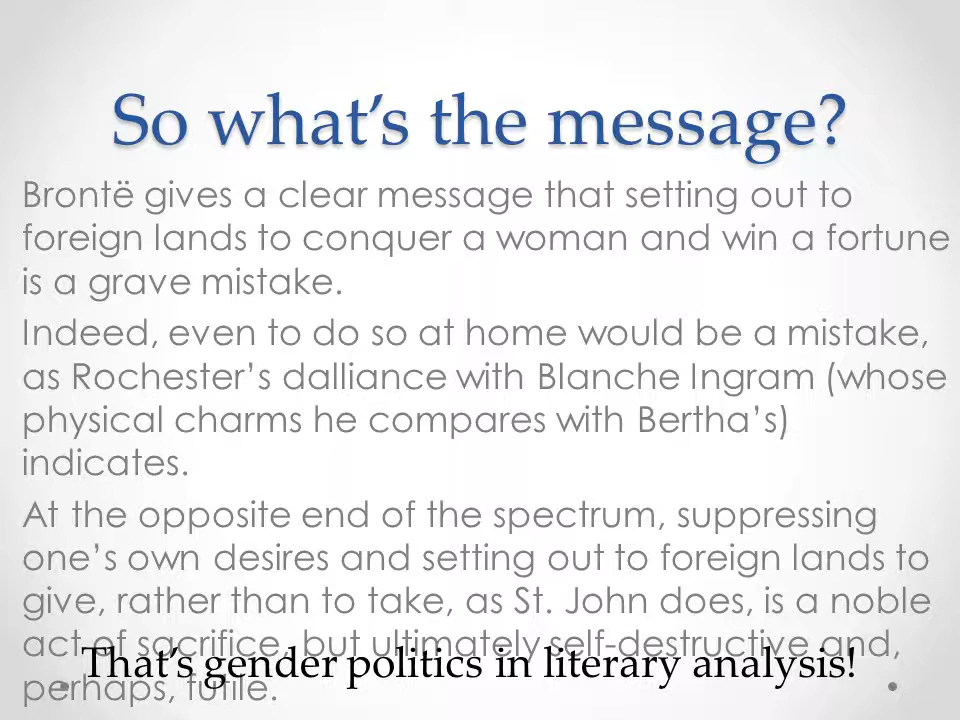 So what’s the message?
Brontë gives a clear message that setting out to
foreign lands to conquer a woman and win a fortune
is a grave mistake.
Indeed, even to do so at home would be a mistake,
as Rochester’s dalliance with Blanche Ingram (whose
physical charms he compares with Bertha’s)
indicates.
At the opposite end of the spectrum, suppressing
one’s own desires and setting out to foreign lands to
give, rather than to take, as St. John does, is a noble
act of sacrifice, but ultimately self-destructive and,
perhaps, futile.
That’s gender politics in literary analysis!